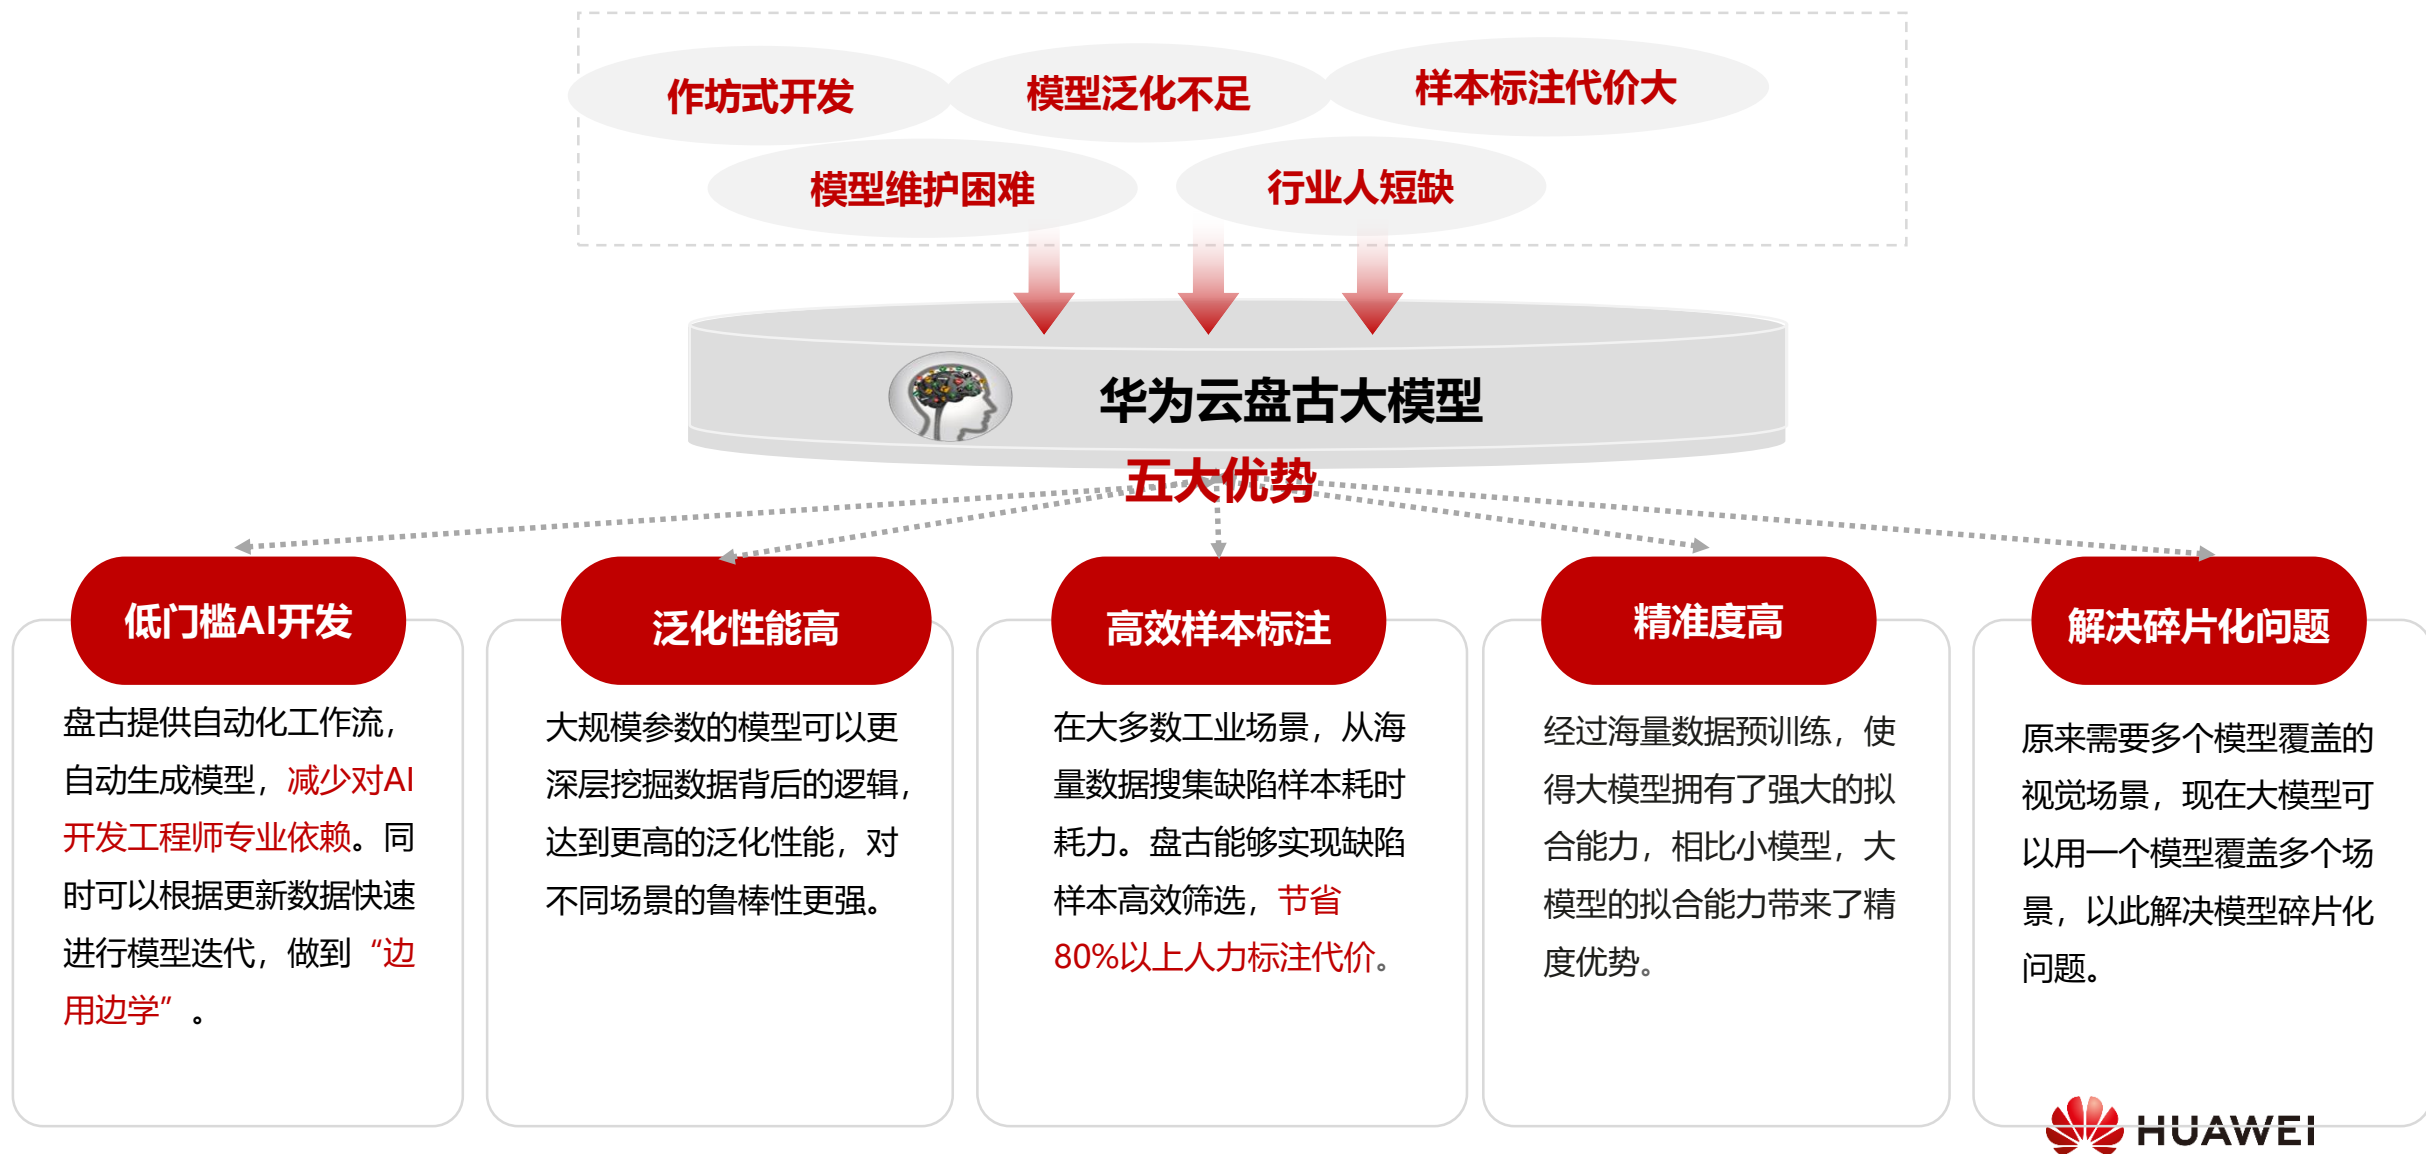 作坊式开发
模型泛化不足
样本标注代价大
模型维护困难
行业人短缺
华为云盘古大模型
五大优势
低门槛AI开发
盘古提供自动化工作流，
自动生成模型，减少对AI
开发工程师专业依赖。同
时可以根据更新数据快速
进行模型迭代，做到“边
用边学”。
泛化性能高
大规模参数的模型可以更
深层挖掘数据背后的逻辑，
达到更高的泛化性能，对
不同场景的鲁棒性更强。
高效样本标注
在大多数工业场景，从海
量数据搜集缺陷样本耗时
耗力。盘古能够实现缺陷
样本高效筛选，节省
80%以上人力标注代价。
精准度高
经过海量数据预训练，使
得大模型拥有了强大的拟
合能力，相比小模型，大
模型的拟合能力带来了精
度优势。
解决碎片化问题
原来需要多个模型覆盖的
视觉场景，现在大模型可
以用一个模型覆盖多个场
景，以此解决模型碎片化
问题。
HUAWEI